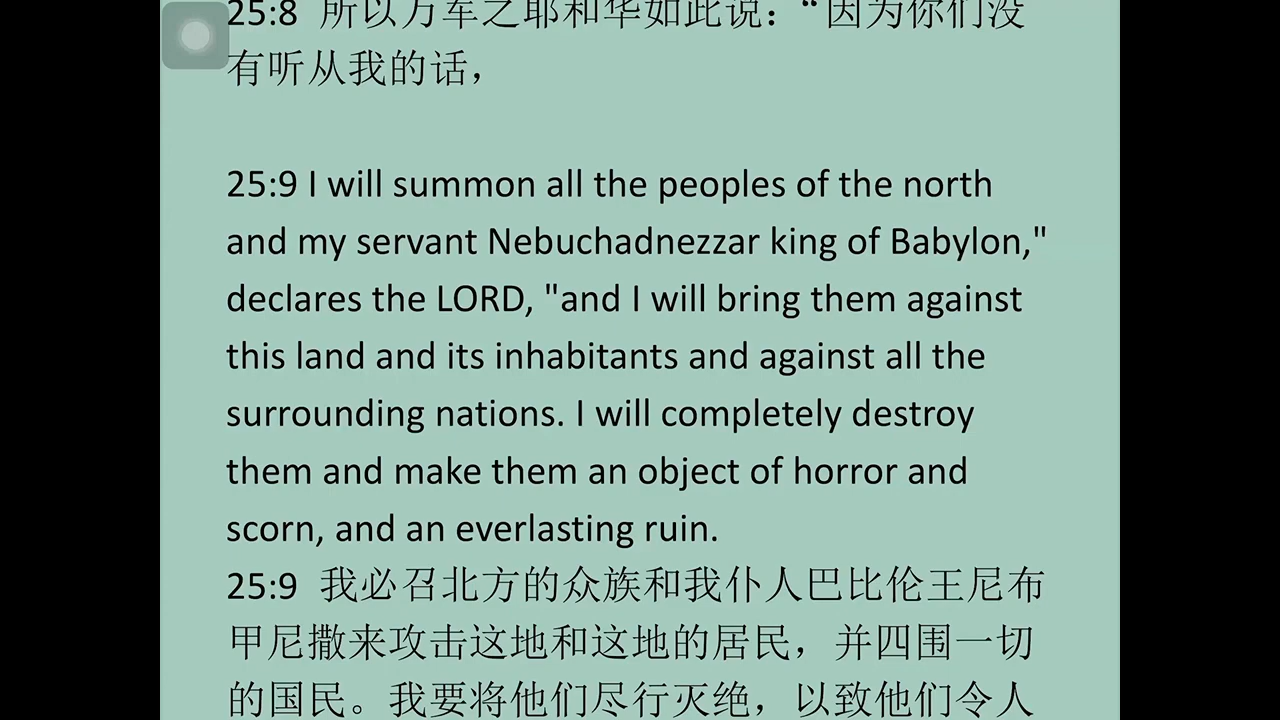 25:8 所以万军之耶和华如此说：“因为你们没
有听从我的话，
25:9 I will summon all the peoples of the north
and my servant Nebuchadnezzar king of Babylon,"
declares the LORD, "and I will bring them against
this land and its inhabitants and against all the
surrounding nations. I will completely destroy
them and make them an object of horror and
scorn, and an everlasting ruin.
25:9 我必召北方的众族和我仆人巴比伦王尼布
甲尼撒来攻击这地和这地的居民，并四围一切
的国民。我要将他们尽行灭绝，以致他们令人